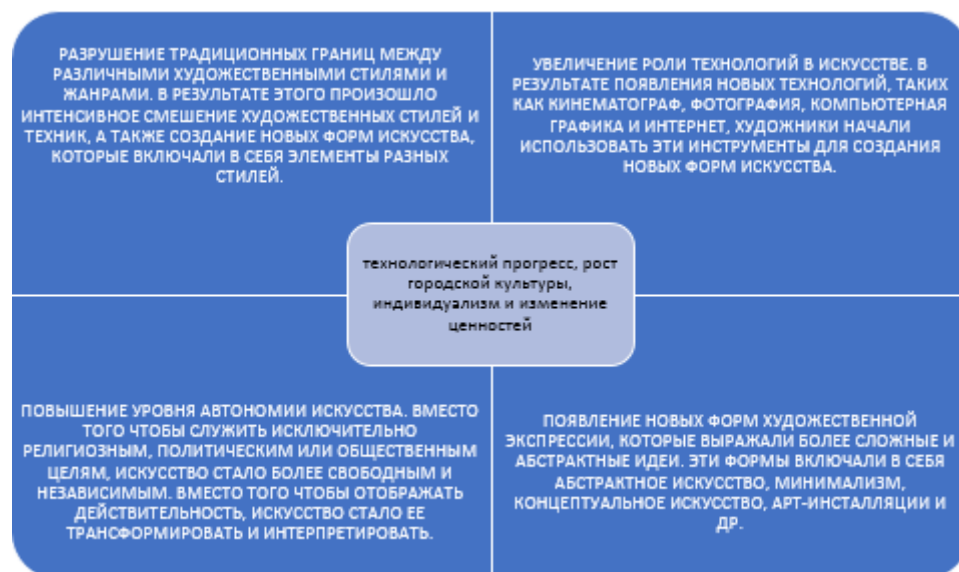 РАЗРУШЕНИЕ ТРАДИЦИОННЫХ ГРАНИЦ МЕЖДУ
РАЗЛИЧНЫМИ ХУДОЖЕСТВЕННЫМИ СТИЛЯМИ И
ЖАНРАМИ. В РЕЗУЛЬТАТЕ ЭТОГО ПРОИЗОШЛО
ИНТЕНСИВНОЕ СМЕШЕНИЕ ХУДОЖЕСТВЕННЫХ СТИЛЕЙ И
ТЕХНИК, А ТАКЖЕ СОЗДАНИЕ НОВЫХ ФОРМ ИСКУССТВА,
КОТОРЫЕ ВКЛЮЧАЛИ В СЕБЯ ЭЛЕМЕНТЫ РАЗНЫХ
СТИЛЕЙ.
УВЕЛИЧЕНИЕ РОЛИ ТЕХНОЛОГИЙ В ИСКУССТВЕ. В
РЕЗУЛЬТАТЕ ПОЯВЛЕНИЯ НОВЫХ ТЕХНОЛОГИЙ, ТАКИХ
КАК КИНЕМАТОГРАФ, ФОТОГРАФИЯ, КОМПЬЮТЕРНАЯ
ГРАФИКА И ИНТЕРНЕТ, ХУДОЖНИКИ НАЧАЛИ
ИСПОЛЬЗОВАТЬ ЭТИ ИНСТРУМЕНТЫ ДЛЯ СОЗДАНИЯ
НОВЫХ ФОРМ ИСКУССТВА.
технологический прогресс, рост
городской культуры,
индивидуализм и изменение
ценностей
ПОВЫШЕНИЕ УРОВНЯ АВТОНОМИИ ИСКУССТВА. ВМЕСТО
ТОГО ЧТОБЫ СЛУЖИТЬ ИСКЛЮЧИТЕЛЬНО
РЕЛИГИОЗНЫМ, ПОЛИТИЧЕСКИМ ИЛИ ОБЩЕСТВЕННЫМ
ЦЕЛЯМ, ИСКУССТВО СТАЛО БОЛЕЕ СВОБОДНЫМ И
НЕЗАВИСИМЫМ. ВМЕСТО ТОГО ЧТОБЫ ОТОБРАЖАТЬ
ДЕЙСТВИТЕЛЬНОСТЬ, ИСКУССТВО СТАЛО ЕЕ
ТРАНСФОРМИРОВАТЬ И ИНТЕРПРЕТИРОВАТЬ.
ПОЯВЛЕНИЕ НОВЫХ ФОРМ ХУДОЖЕСТВЕННОЙ
ЭКСПРЕССИИ, КОТОРЫЕ ВЫРАЖАЛИ БОЛЕЕ СЛОЖНЫЕ И
АБСТРАКТНЫЕ ИДЕИ. ЭТИ ФОРМЫ ВКЛЮЧАЛИ В СЕБЯ
АБСТРАКТНОЕ ИСКУССТВО, МИНИМАЛИЗМ,
КОНЦЕПТУАЛЬНОЕ ИСКУССТВО, АРТ-ИНСТАЛЛЯЦИИ И
ДР.